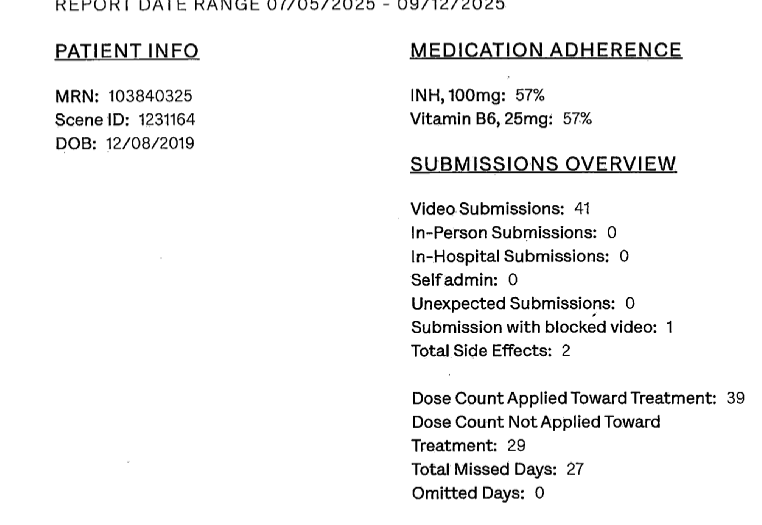 REPORT DATE RANGE 07/05/2025 - 09/12/2025
PATIENT INFO
MRN: 103840325
Scene ID: 1231164
DOB: 12/08/2019
MEDICATION ADHERENCE
INH, 100mg: 57%
Vitamin B6, 25mg: 57%
SUBMISSIONS OVERVIEW
Video Submissions: 41
In-Person Submissions: 0
In-Hospital Submissions: 0
Selfadmin: 0
Unexpected Submissions: 0
Submission with blocked video: 1
Total Side Effects: 2
Dose Count Applied Toward Treatment: 39
Dose Count Not Applied Toward
Treatment: 29
Total Missed Days: 27
Omitted Days: 0